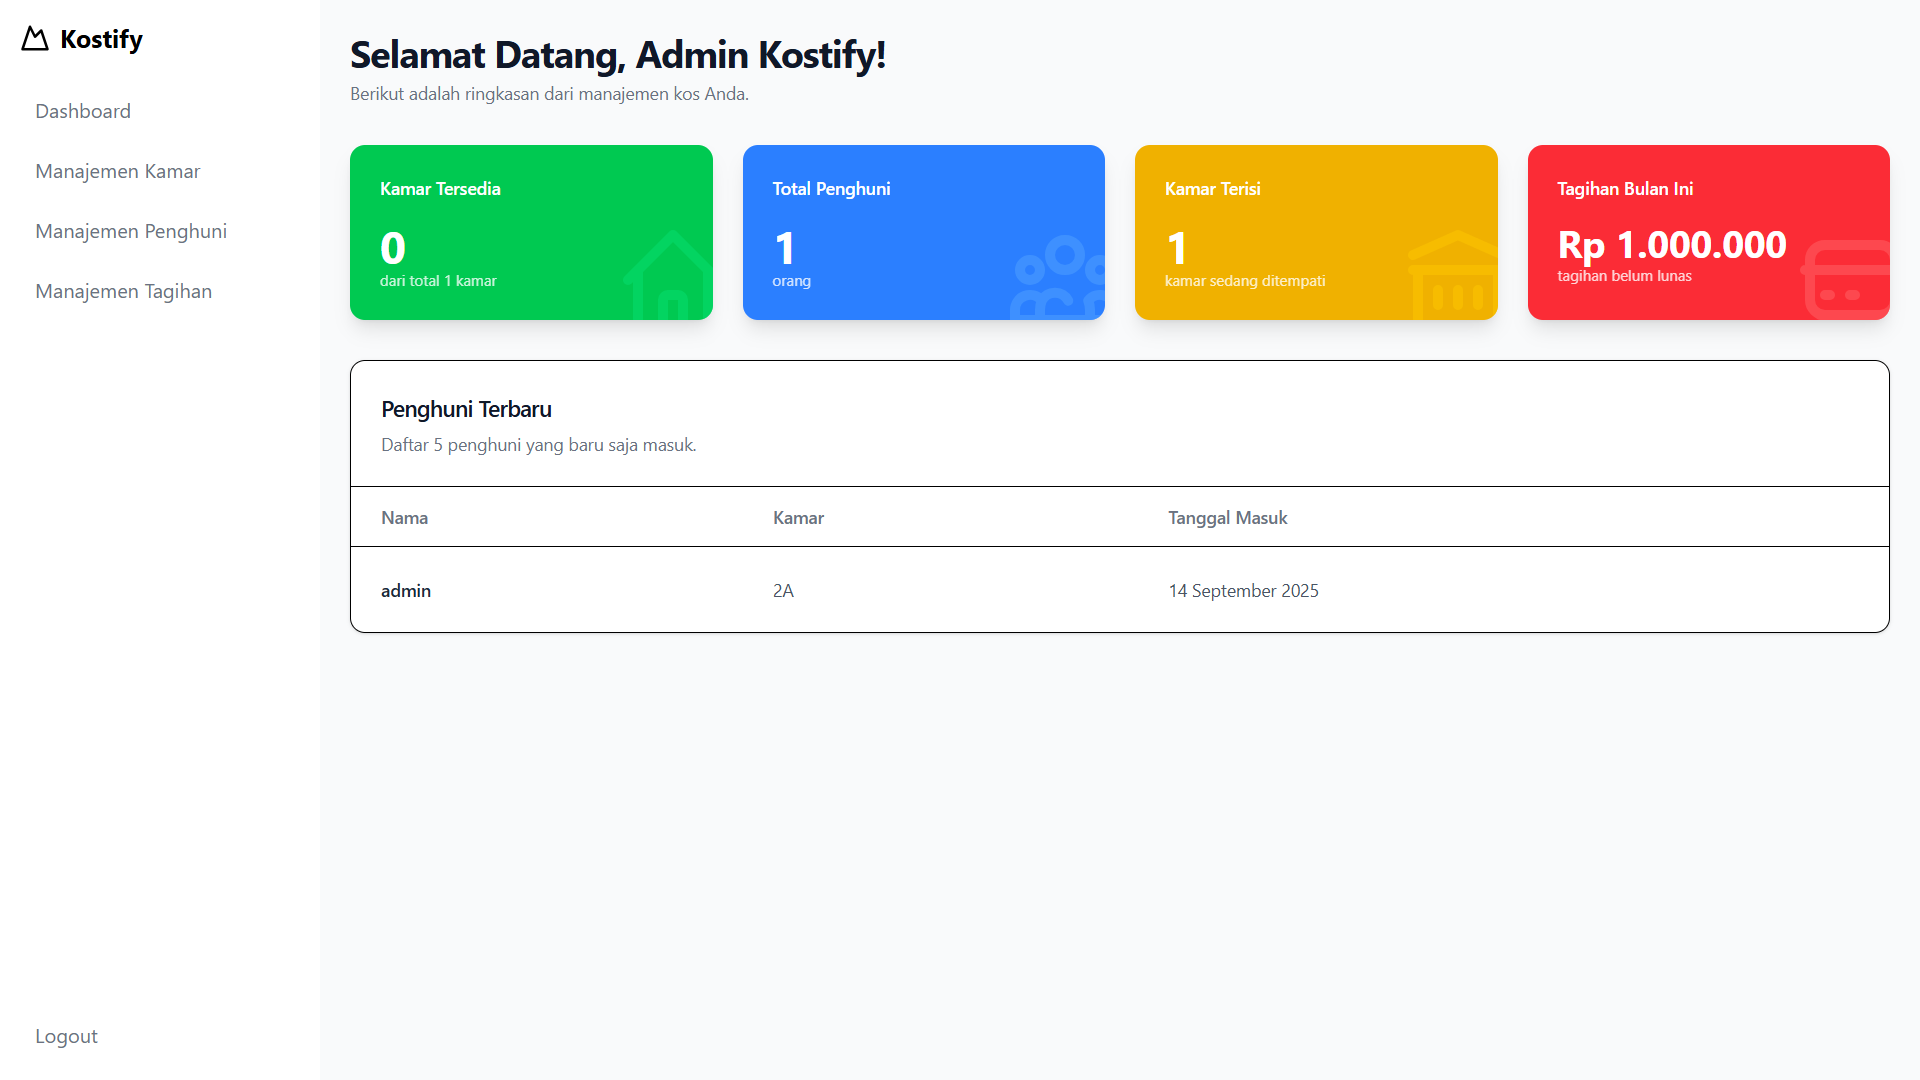 Kostify
Dashboard
Manajemen Kamar
Manajemen Penghuni
Manajemen Tagihan
Logout
Selamat Datang, Admin Kostify!
Berikut adalah ringkasan dari manajemen kos Anda.
Kamar Tersedia
0
dari total 1 kamar
Total Penghuni
1
orang
Kamar Terisi
1
kamar sedang ditempati
Tagihan Bulan Ini
Rp 1.000.000
tagihan belum lunas
Penghuni Terbaru
Daftar 5 penghuni yang baru saja masuk.
Nama Kamar Tanggal Masuk
admin 2A 14 September 2025